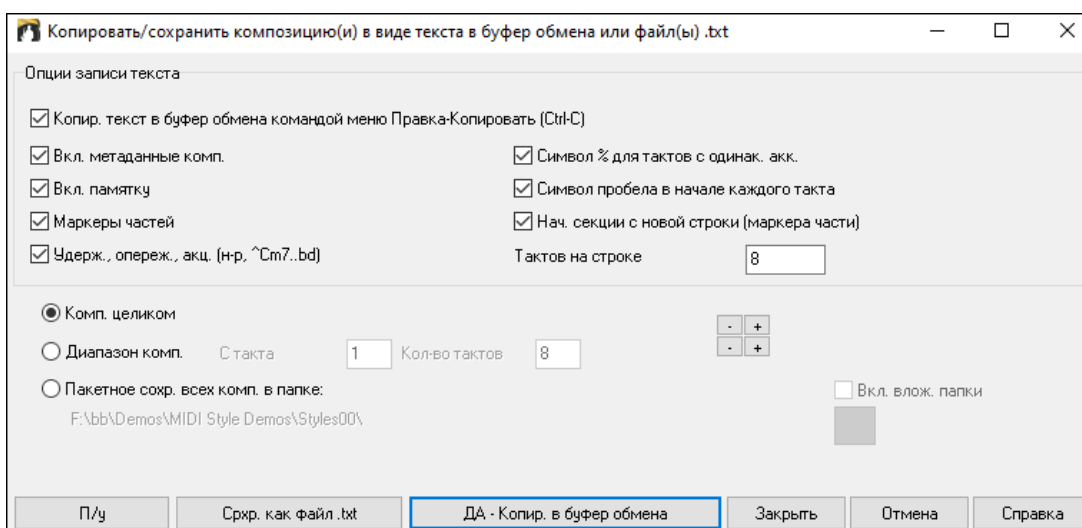 Копировать/сохранить композицию(и) в виде текста в буфер обмена или файл(ы) .txt
Опции записи текста
Копир. текст в буфер обмена командой меню Правка-Копировать (Ctrl-C)
Вкл. метаданные комп. Символ % для тактов с одинак. акк.
Вкл. памятку Символ пробела в начале каждого такта
Маркеры частей Нач. секции с новой строки (маркера части)
Удерж., опереж., акц. (н-р, ^Cm7..bd) Тактов на строке 8
Комп. целиком - +
Диапазон комп. С такта 1 Кол-во тактов 8 - +
Пакетное сохр. всех комп. в папке: Вкл. влож. папки
F:\bb\Demos\MIDI Style Demos\Styles00\
П/у Срхр. как файл .txt ДА - Копир. в буфер обмена Закрыть Отмена Справка